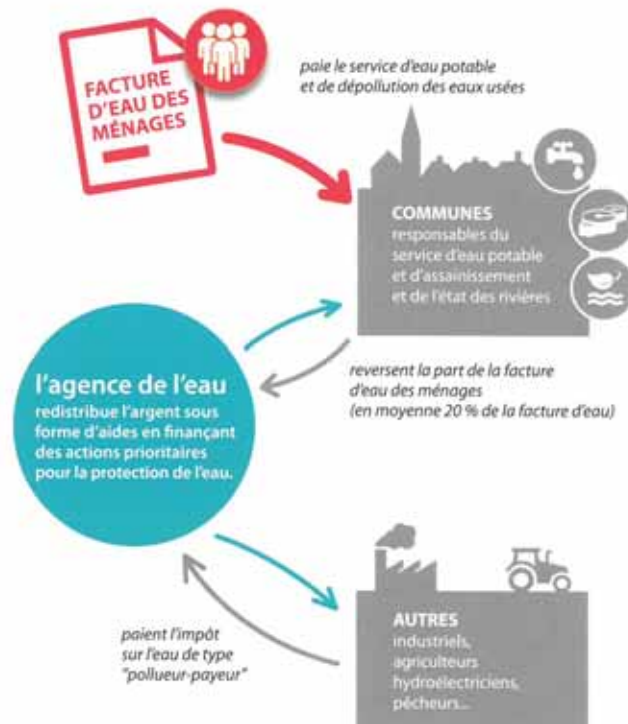 FACTURE
D'EAU DES
MÉNAGES
paie le service d'eau potable
et de dépollution des eaux usées
COMMUNES
responsables du
service d'eau potable
et d'assainissement
et de l'état des rivières
l'agence de l'eau
redistribue l'argent sous
forme d'aides en finançant
des actions prioritaires
pour la protection de l'eau.
reversent la part de la facture
d'eau des ménages
(en moyenne 20 % de la facture d'eau)
paient l'impôt
sur l'eau de type
"pollueur-payeur"
AUTRES
industriels,
agriculteurs
hydroélectriciens,
pêcheurs...